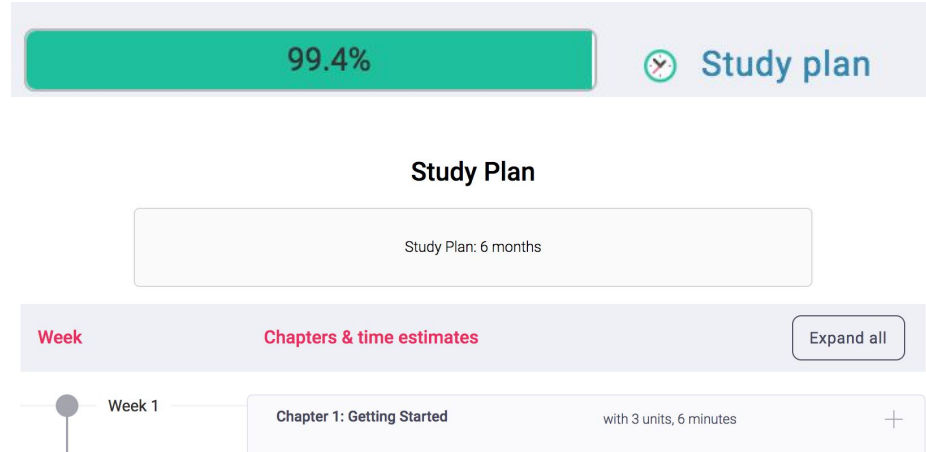 99.4%
Study plan
Study Plan
Study Plan: 6 months
Week Chapters & time estimates Expand all
Week 1 Chapter 1: Getting Started with 3 units, 6 minutes